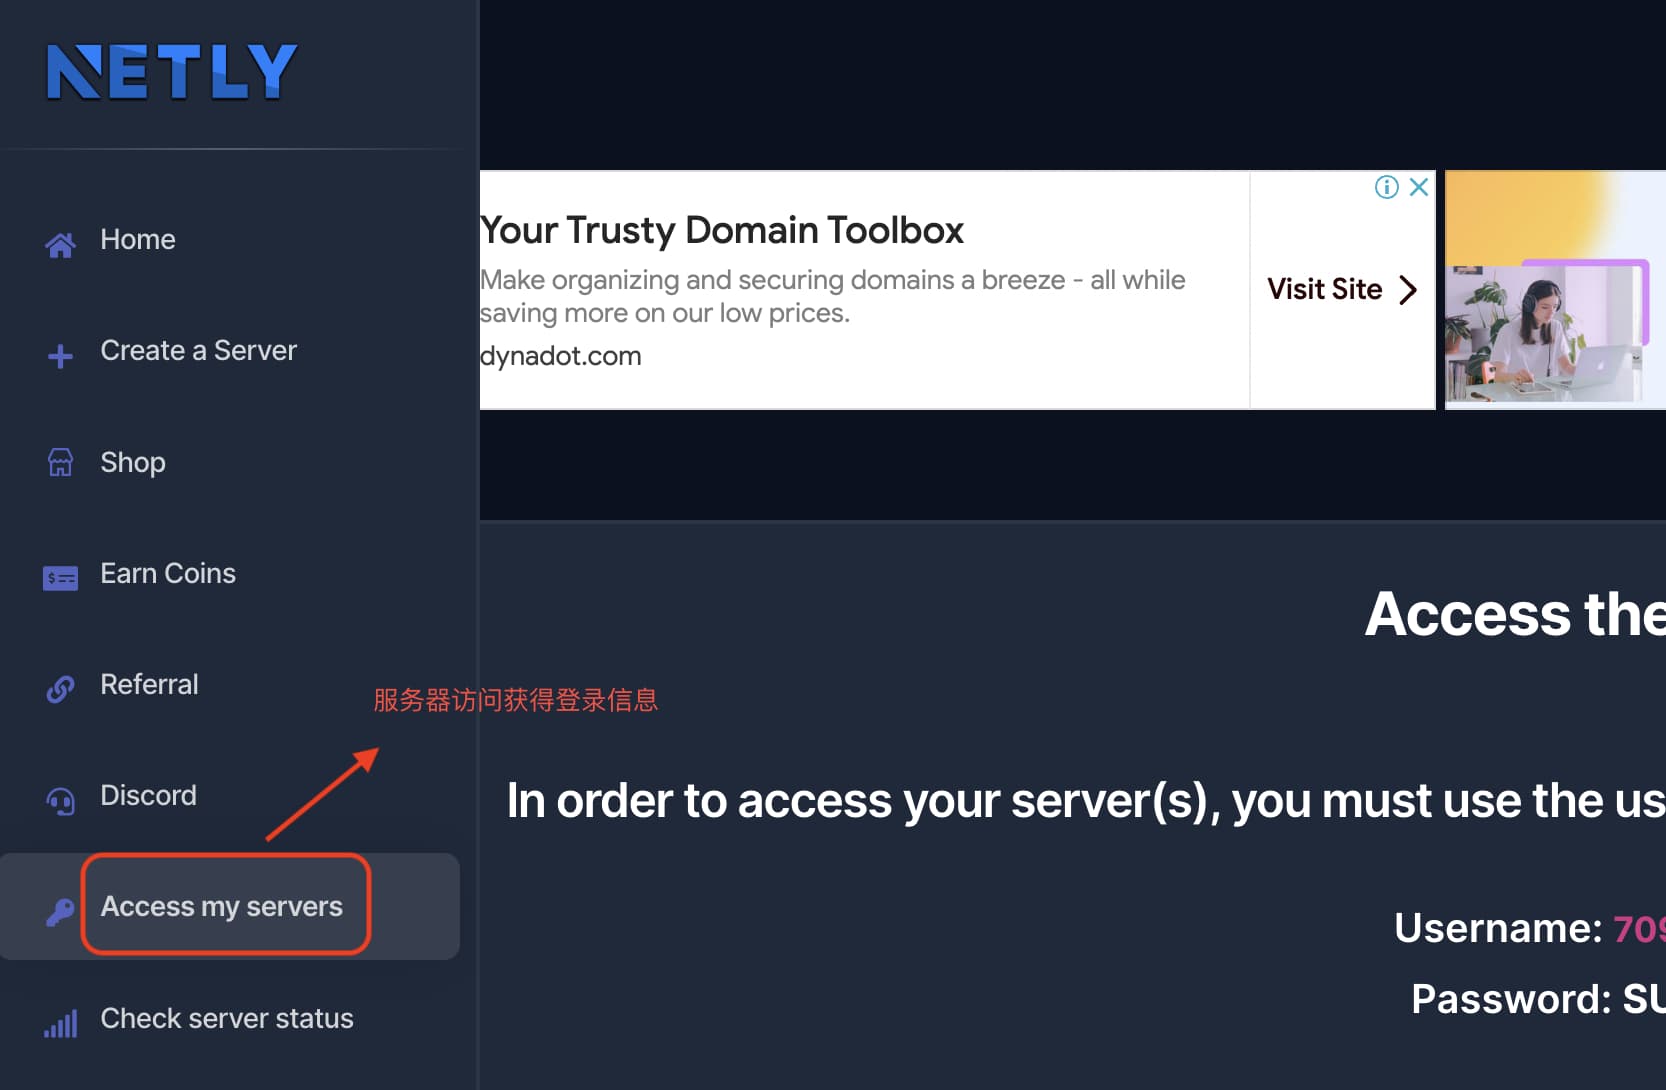 NETLY
Home
Create a Server
Shop
Earn Coins
Referral
Discord
Access my servers
Check server status
服务器访问获得登录信息
Your Trusty Domain Toolbox
Make organizing and securing domains a breeze - all while
saving more on our low prices.
dynadot.com
Visit Site
Access the
In order to access your server(s), you must use the us
Username: 709
Password: SU